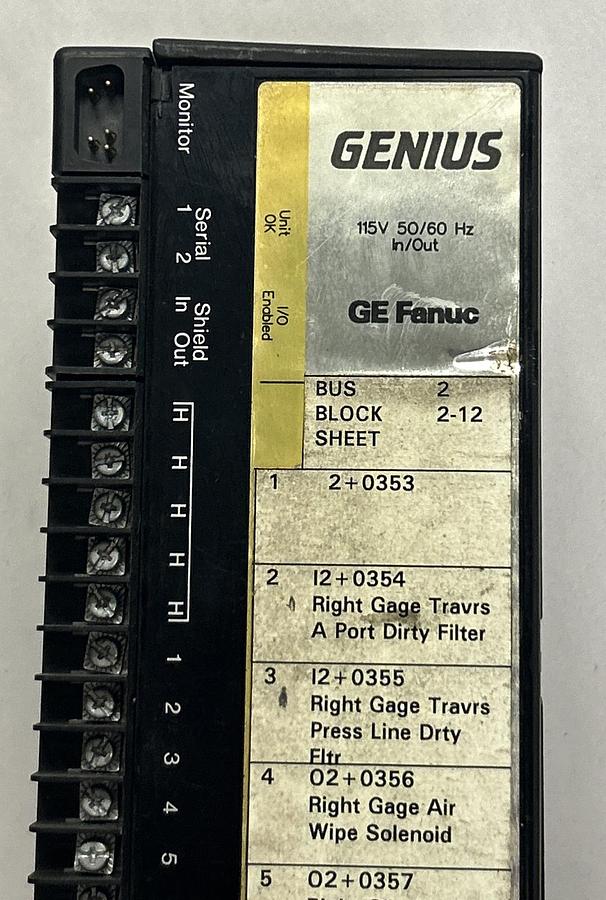 Monitor
Serial
1 2
Shield
In Out
H
H
H
H
H
1
2
3
4
5
Unit
OK
I/O
Enabled
GENIUS
115V 50/60 Hz
In/Out
GE Fanuc
BUS 2
BLOCK 2-12
SHEET
1 2+0353
2 I2+0354
Right Gage Travrs
A Port Dirty Filter
3 I2+0355
Right Gage Travrs
Press Line Drty
Fltr
4 O2+0356
Right Gage Air
Wipe Solenoid
5 O2+0357